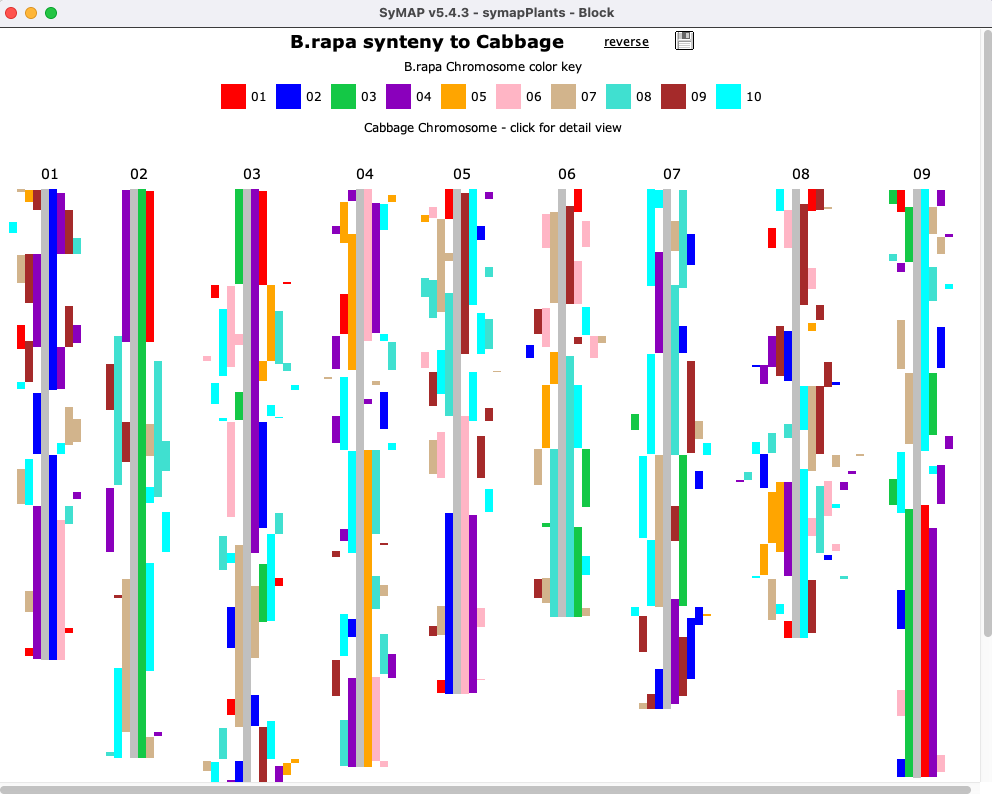 SyMAP v5.4.3 - symapPlants - Block
B.rapa synteny to Cabbage reverse
B.rapa Chromosome color key
01 02 03 04 05 06 07 08 09 10
Cabbage Chromosome - click for detail view
01 02 03 04 05 06 07 08 09